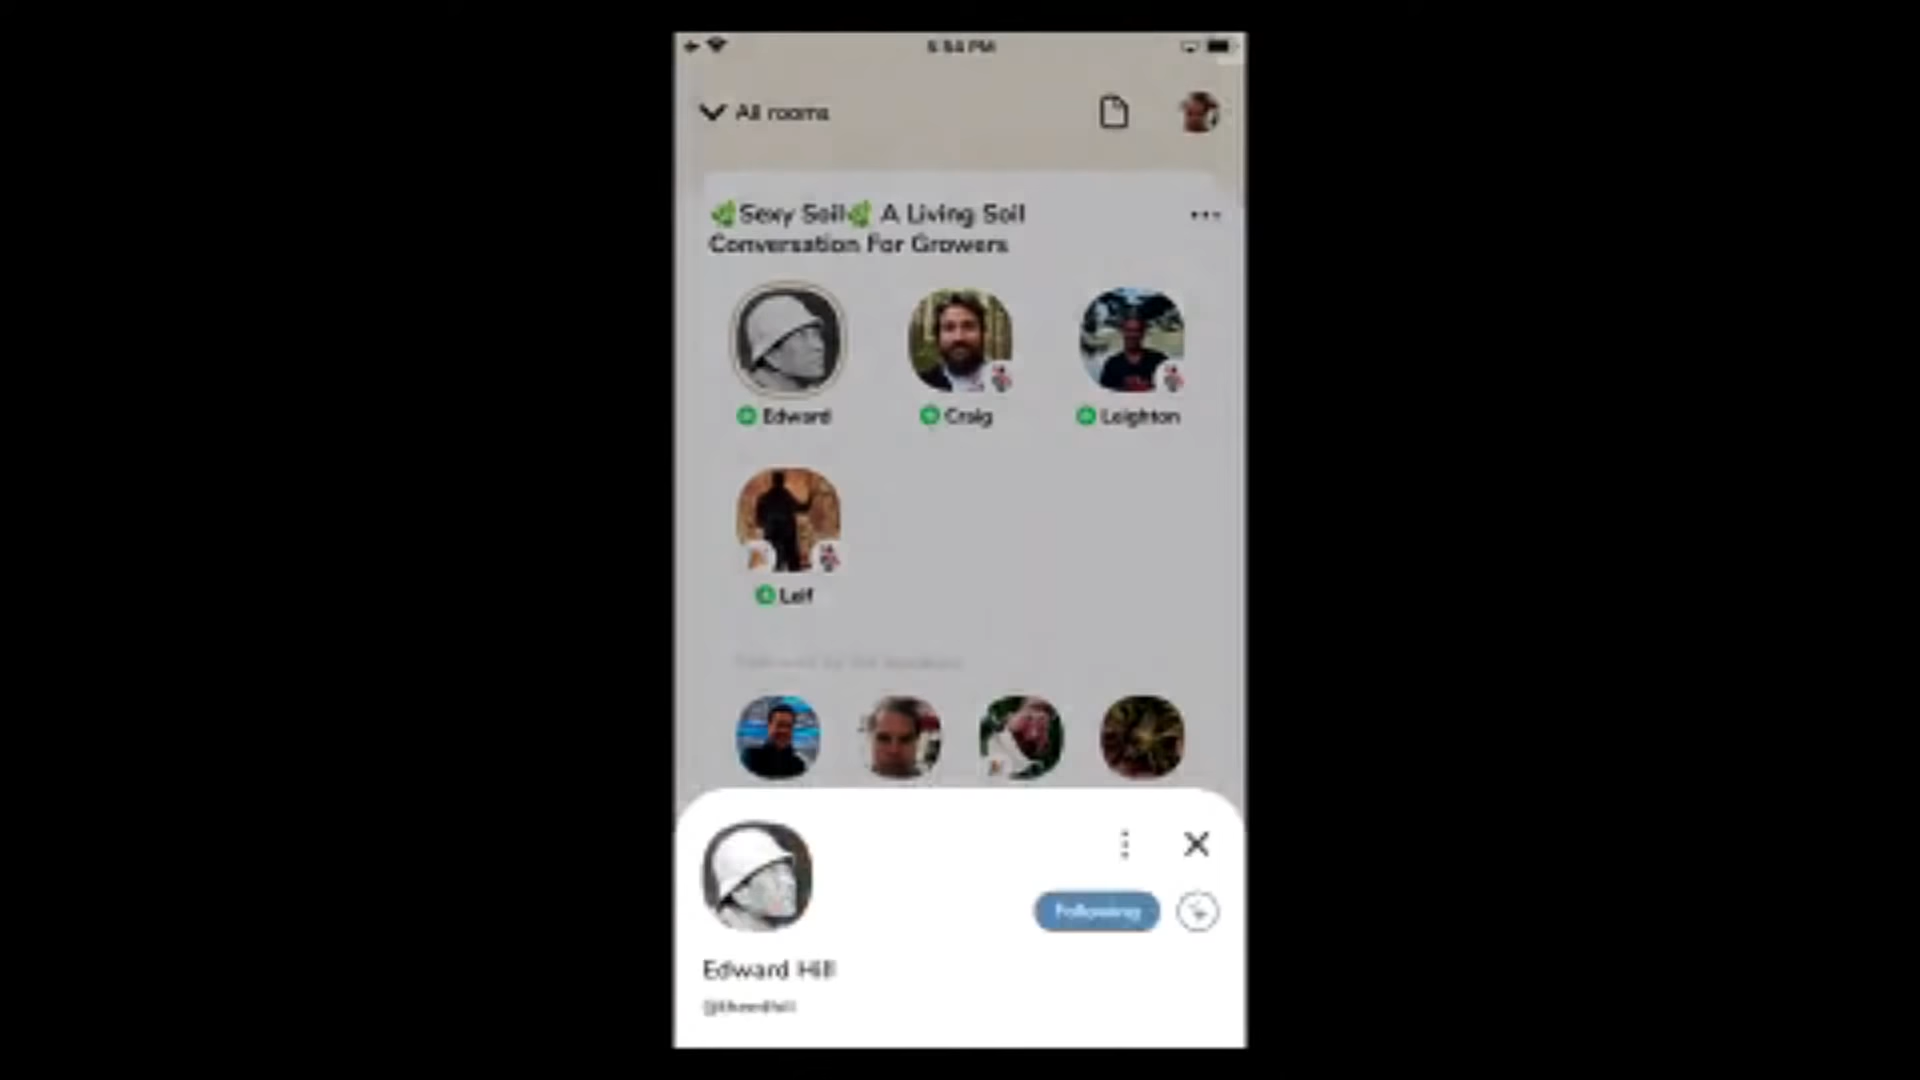 All rooms
Sexy Soil A Living Soil
Conversation For Growers
Edward
Craig
Leighton
Leif
Following
Edward Hill